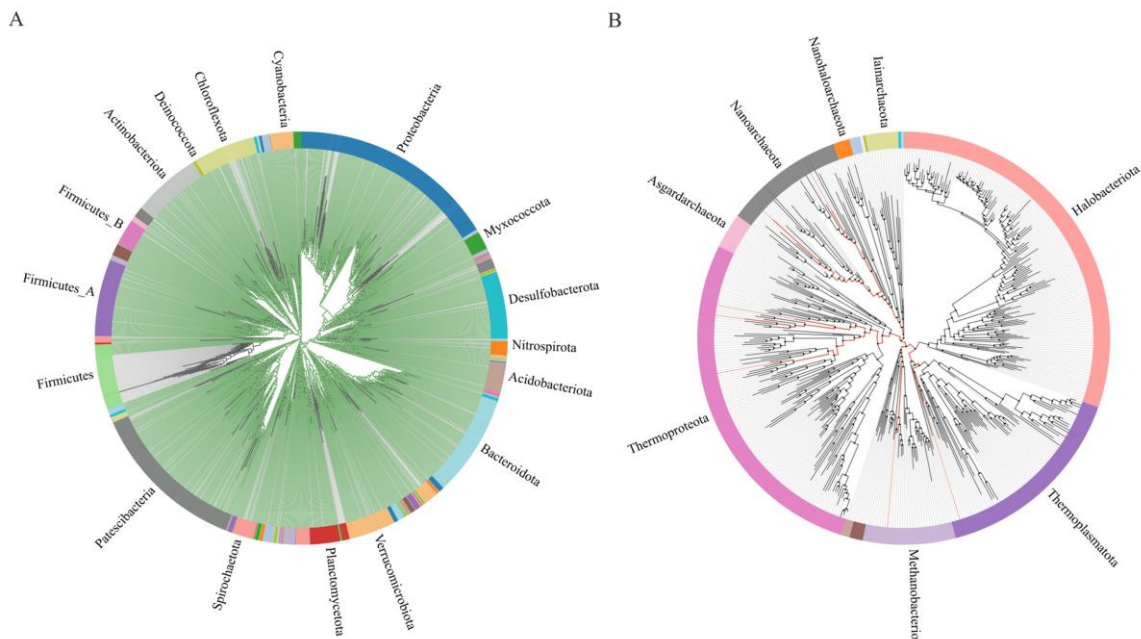 A
Cyanobacteria
Chloroflexota
Deinococcota
Actinobacteriota
Firmicutes_B
Firmicutes_A
Firmicutes
Patescibacteria
Spirochaetota
Planctomycetota
Verrucomicrobiota
Bacteroidota
Acidobacteriota
Nitrospirota
Desulfobacterota
Myxococcota
Proteobacteria
B
Iainarchaeota
Nanohaloarchaeota
Nanoarchaeota
Asgardarchaeota
Thermoproteota
Methanobacterio
Thermoplasmatota
Halobacteriota